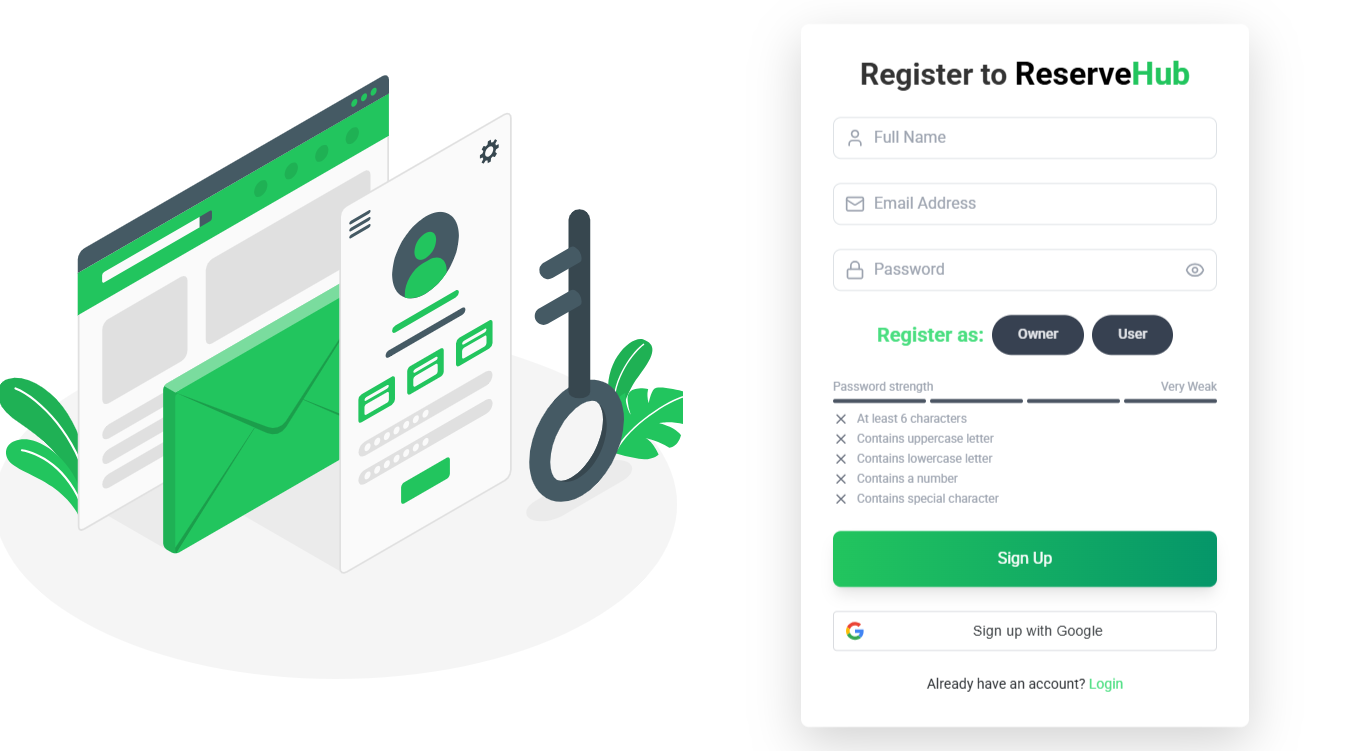 Register to ReserveHub
Full Name
Email Address
Password
Register as: Owner User
Password strength Very Weak
At least 6 characters
Contains uppercase letter
Contains lowercase letter
Contains a number
Contains special character
Sign Up
Sign up with Google
Already have an account? Login